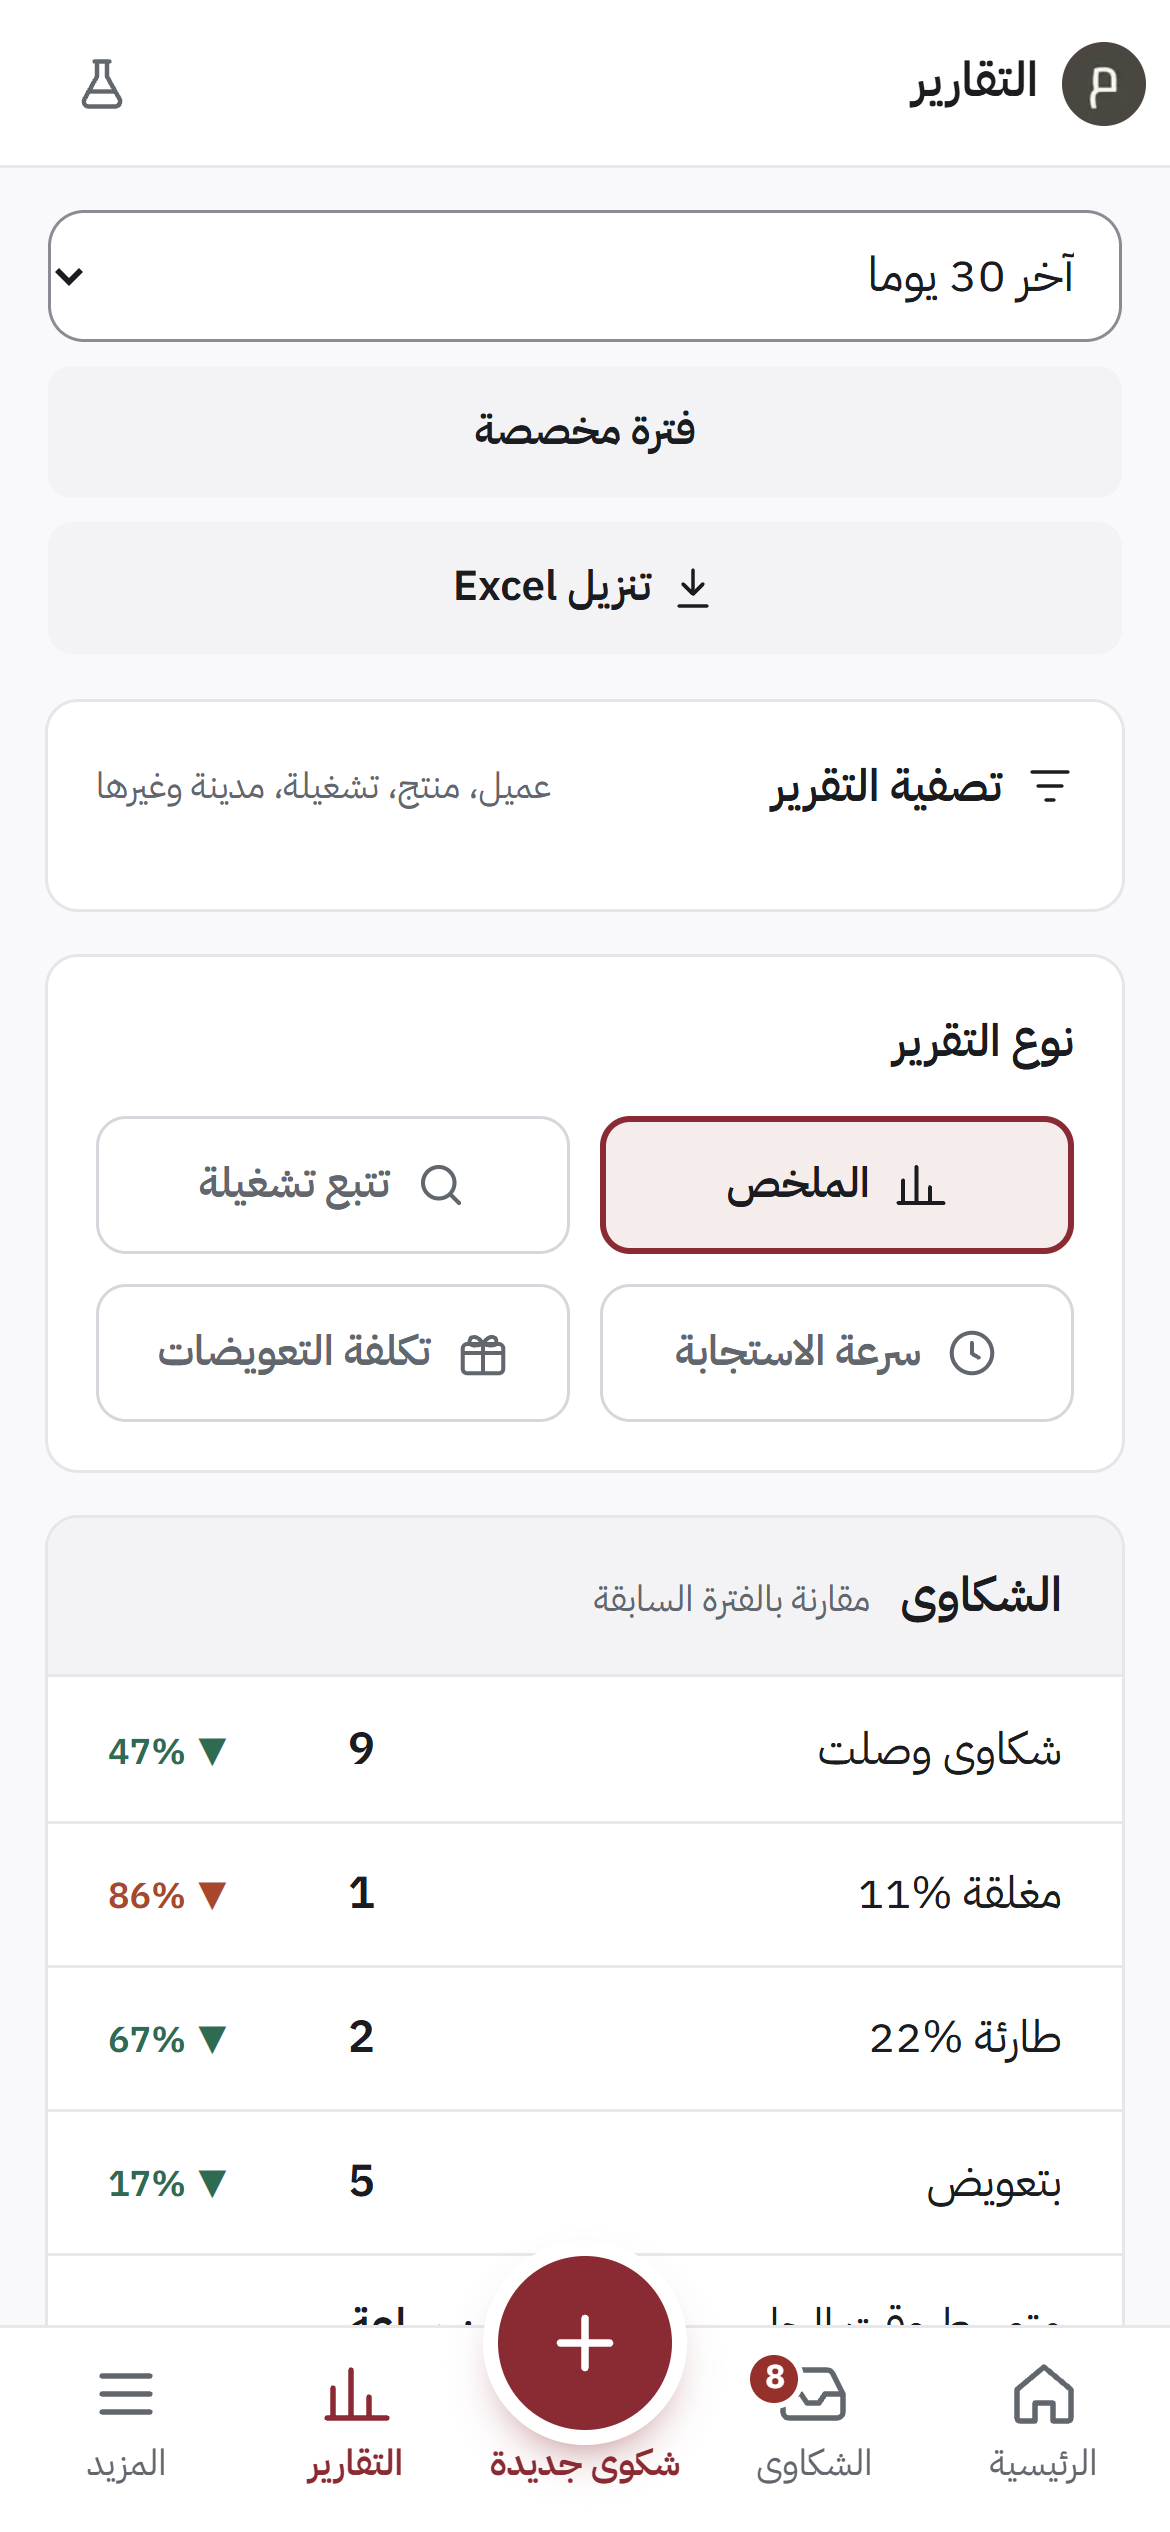 م
التقارير
آخر 30 يوما
فترة مخصصة
تنزيل Excel
تصفية التقرير
عميل، منتج، تشغيلة، مدينة وغيرها
نوع التقرير
الملخص
تتبع تشغيلة
سرعة الاستجابة
تكلفة التعويضات
الشكاوى مقارنة بالفترة السابقة
شكاوى وصلت 9 ▼ 47%
مغلقة 11% 1 ▼ 86%
طارئة 22% 2 ▼ 67%
بتعويض 5 ▼ 17%
الرئيسية
8
الشكاوى
شكوى جديدة
التقارير
المزيد